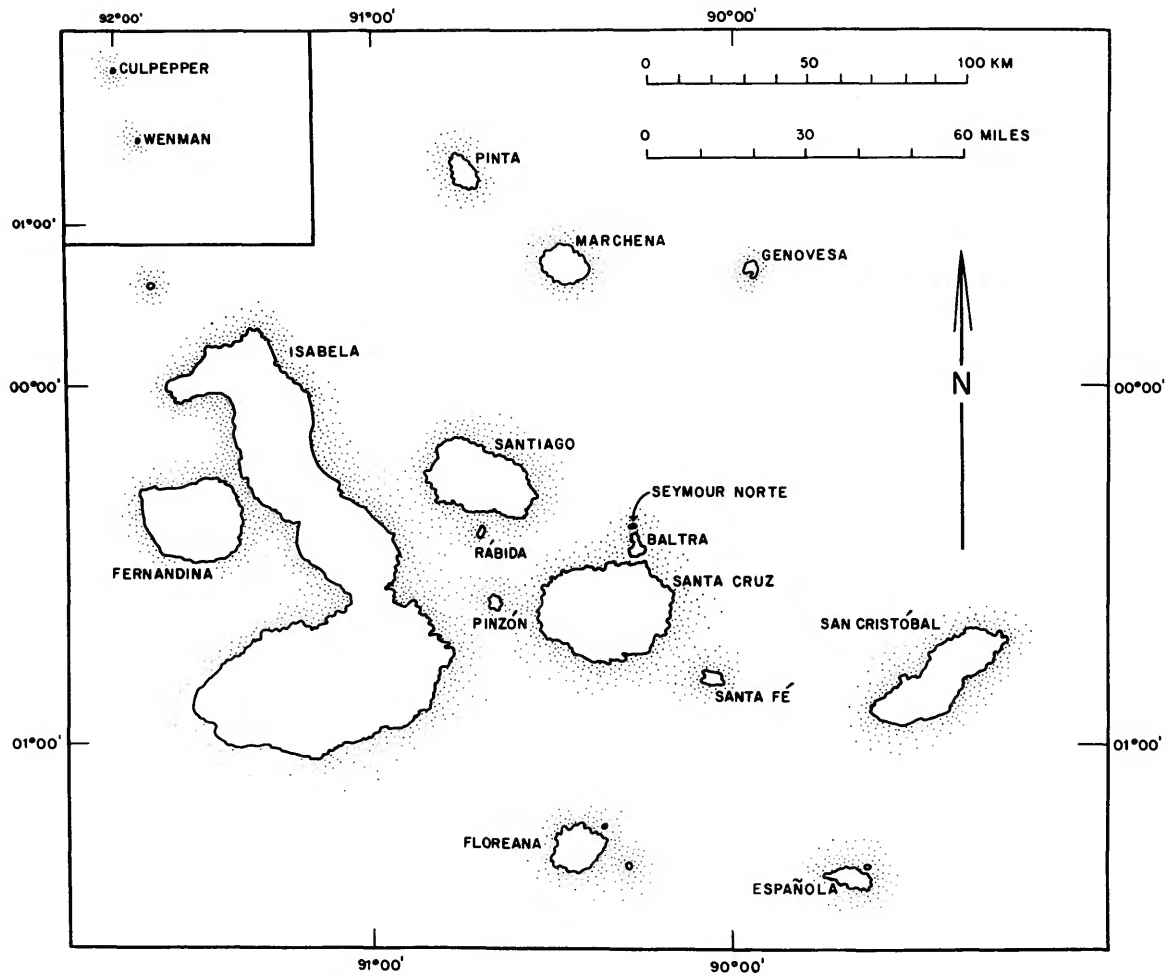 92°00'
91°00'
90°00'
CULPEPPER
WENMAN
0 50 100 KM
0 30 60 MILES
PINTA
01°00'
MARCHENA
GENOVESA
ISABELA
00°00'
00°00'
N
SANTIAGO
SEYMOUR NORTE
RÁBIDA
BALTRA
FERNANDINA
SANTA CRUZ
PINZÓN
SAN CRISTÓBAL
SANTA FÉ
01°00'
01°00'
FLOREANA
ESPAÑOLA
91°00'
90°00'